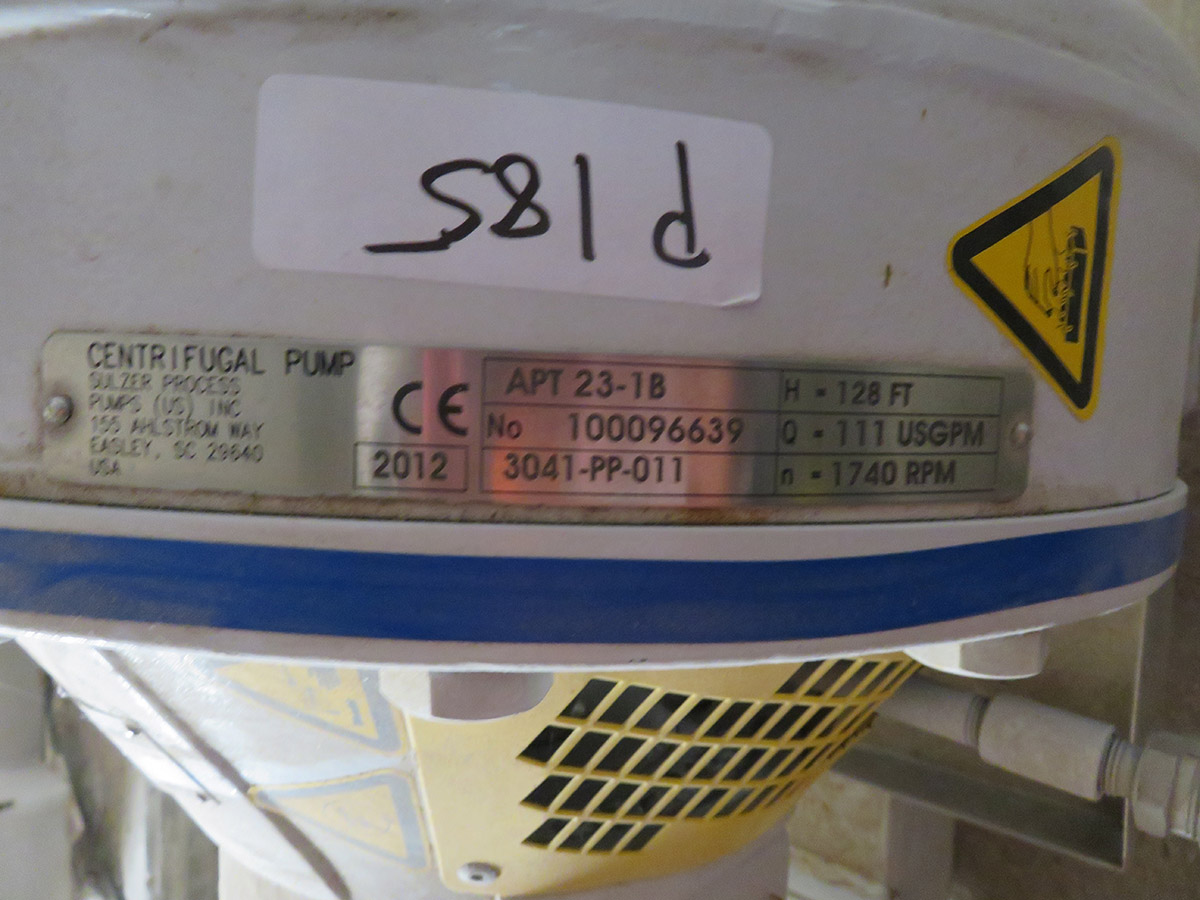 P 185
CENTRIFUGAL PUMP
SULZER PROCESS
PUMPS (US) INC
155 AHLSTROM WAY
EASLEY, SC 29640
USA
CE
2012
APT 23-1B
No 100096639
3041-PP-011
H = 128 FT
Q = 111 USGPM
n = 1740 RPM